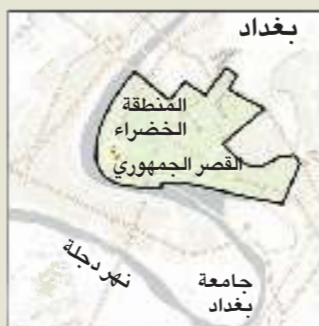 بغداد
المنطقة
الخضراء
القصر الجمهوري
نهر دجلة
جامعة
بغداد